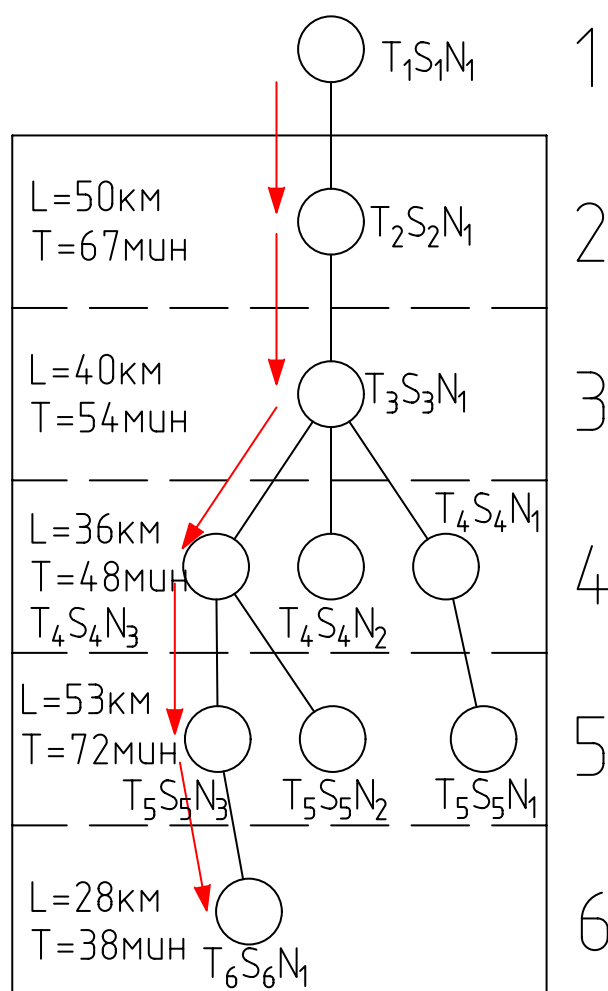 T₁S₁N₁
1
L=50км
T=67мин
T₂S₂N₁
2
L=40км
T=54мин
T₃S₃N₁
3
T₄S₄N₁
L=36км
T=48мин
T₄S₄N₃
T₄S₄N₂
4
L=53км
T=72мин
T₅S₅N₃
T₅S₅N₂
T₅S₅N₁
5
L=28км
T=38мин
T₆S₆N₁
6